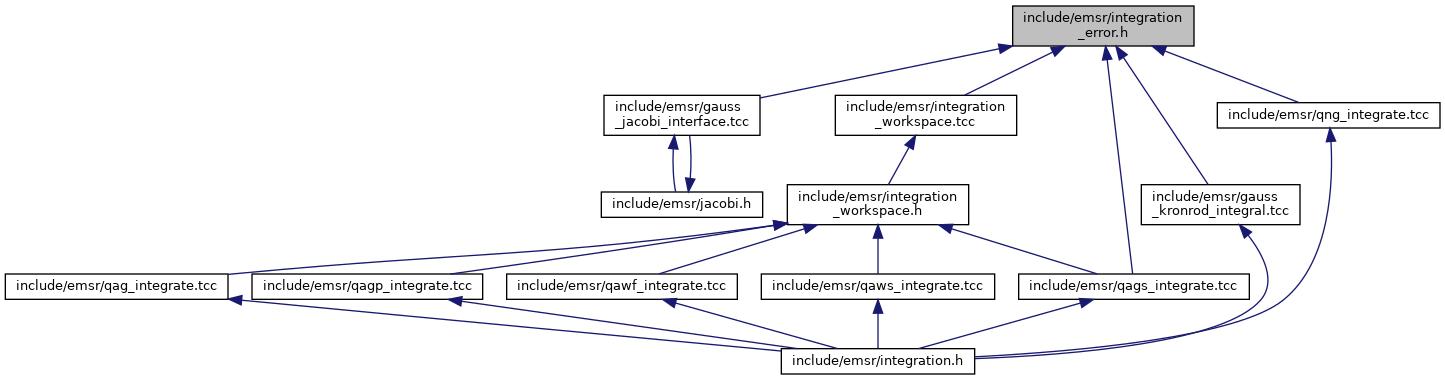 include/emsr/integration
_error.h
include/emsr/gauss
_jacobi_interface.tcc
include/emsr/integration
_workspace.tcc
include/emsr/qng_integrate.tcc
include/emsr/jacobi.h
include/emsr/integration
_workspace.h
include/emsr/gauss
_kronrod_integral.tcc
include/emsr/qag_integrate.tcc
include/emsr/qagp_integrate.tcc
include/emsr/qawf_integrate.tcc
include/emsr/qaws_integrate.tcc
include/emsr/qags_integrate.tcc
include/emsr/integration.h